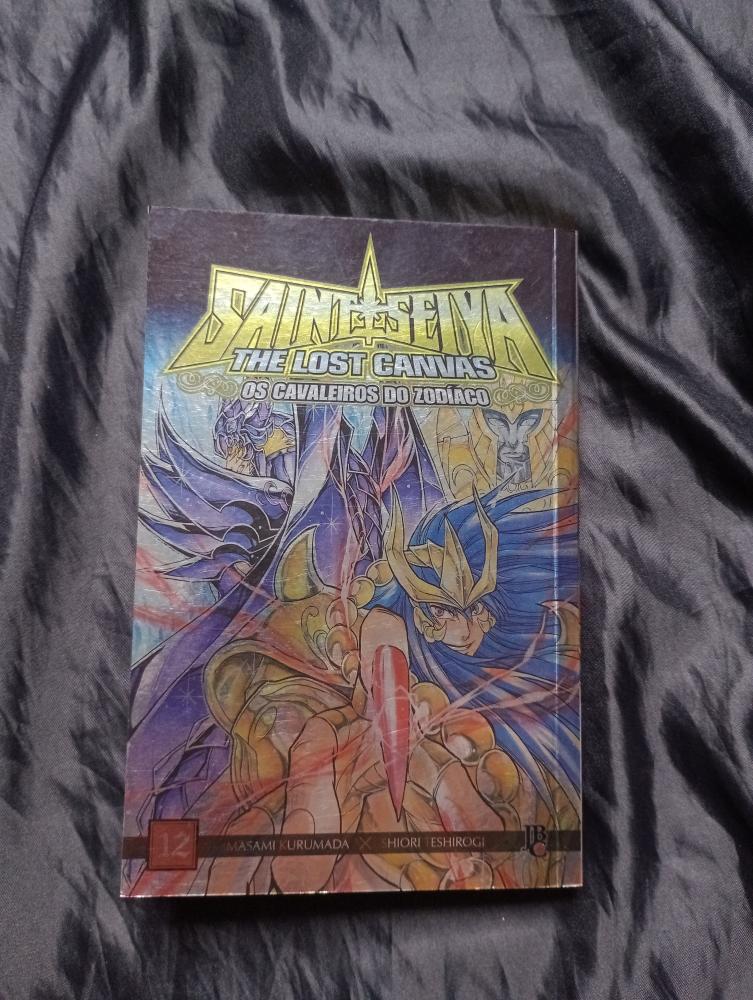 SAINT SEIYA
THE LOST CANVAS
OS CAVALEIROS DO ZODÍACO
12
MASAMI KURUMADA X SHIORI TESHIROGI
JBC